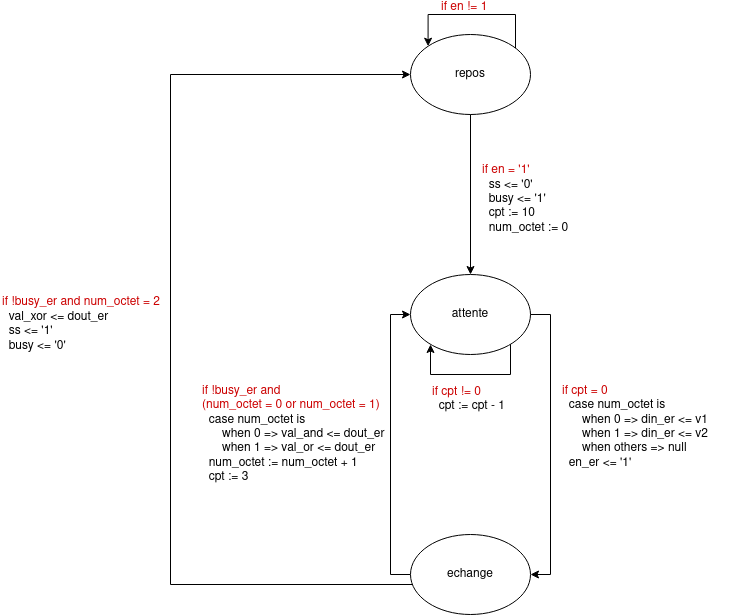 if en != 1
repos
if en = '1'
ss <= '0'
busy <= '1'
cpt := 10
num_octet := 0
if !busy_er and num_octet = 2
val_xor <= dout_er
ss <= '1'
busy <= '0'
attente
if !busy_er and
(num_octet = 0 or num_octet = 1)
case num_octet is
when 0 => val_and <= dout_er
when 1 => val_or <= dout_er
num_octet := num_octet + 1
cpt := 3
if cpt != 0
cpt := cpt - 1
if cpt = 0
case num_octet is
when 0 => din_er <= v1
when 1 => din_er <= v2
when others => null
en_er <= '1'
echange